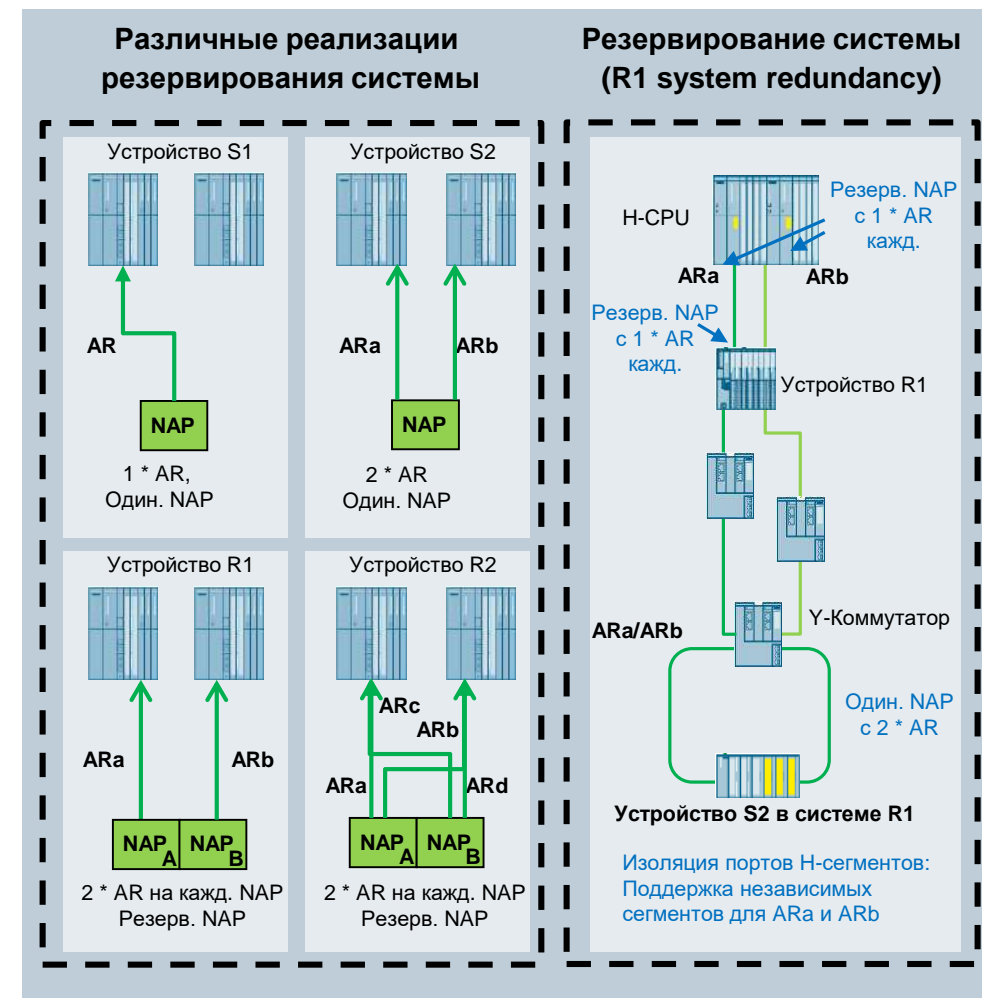 Различные реализации
резервирования системы
Устройство S1
AR
NAP
1 * AR,
Один. NAP
Устройство S2
ARa
ARb
NAP
2 * AR
Один. NAP
Устройство R1
ARa
ARb
NAP A
NAP B
2 * AR на кажд. NAP
Резерв. NAP
Устройство R2
ARc
ARb
ARa
ARd
NAP A
NAP B
2 * AR на кажд. NAP
Резерв. NAP
Резервирование системы
(R1 system redundancy)
H-CPU
Резерв. NAP
с 1 * AR
кажд.
ARa
ARb
Резерв. NAP
с 1 * AR
кажд.
Устройство R1
Y-Коммутатор
ARa/ARb
Один. NAP
с 2 * AR
Устройство S2 в системе R1
Изоляция портов H-сегментов:
Поддержка независимых
сегментов для ARa и ARb